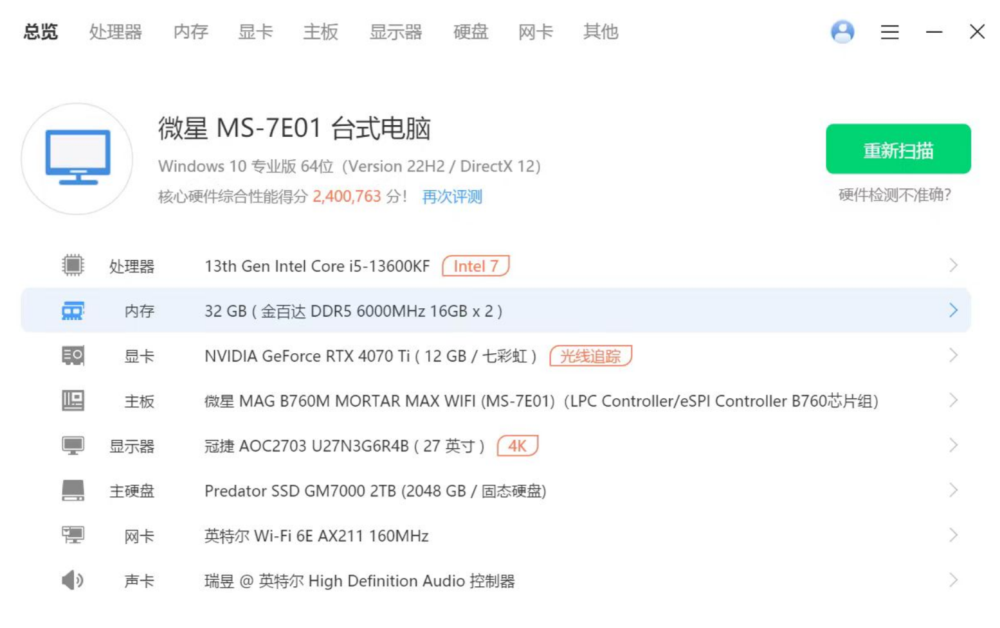 总览 处理器 内存 显卡 主板 显示器 硬盘 网卡 其他
微星 MS-7E01 台式电脑
Windows 10 专业版 64位（Version 22H2 / DirectX 12）
核心硬件综合性能得分 2,400,763 分！ 再次评测
重新扫描
硬件检测不准确?
处理器 13th Gen Intel Core i5-13600KF Intel 7
内存 32 GB ( 金百达 DDR5 6000MHz 16GB x 2 )
显卡 NVIDIA GeForce RTX 4070 Ti ( 12 GB / 七彩虹 ) 光线追踪
主板 微星 MAG B760M MORTAR MAX WIFI (MS-7E01)（LPC Controller/eSPI Controller B760芯片组）
显示器 冠捷 AOC2703 U27N3G6R4B ( 27 英寸 ) 4K
主硬盘 Predator SSD GM7000 2TB (2048 GB / 固态硬盘)
网卡 英特尔 Wi-Fi 6E AX211 160MHz
声卡 瑞昱 @ 英特尔 High Definition Audio 控制器